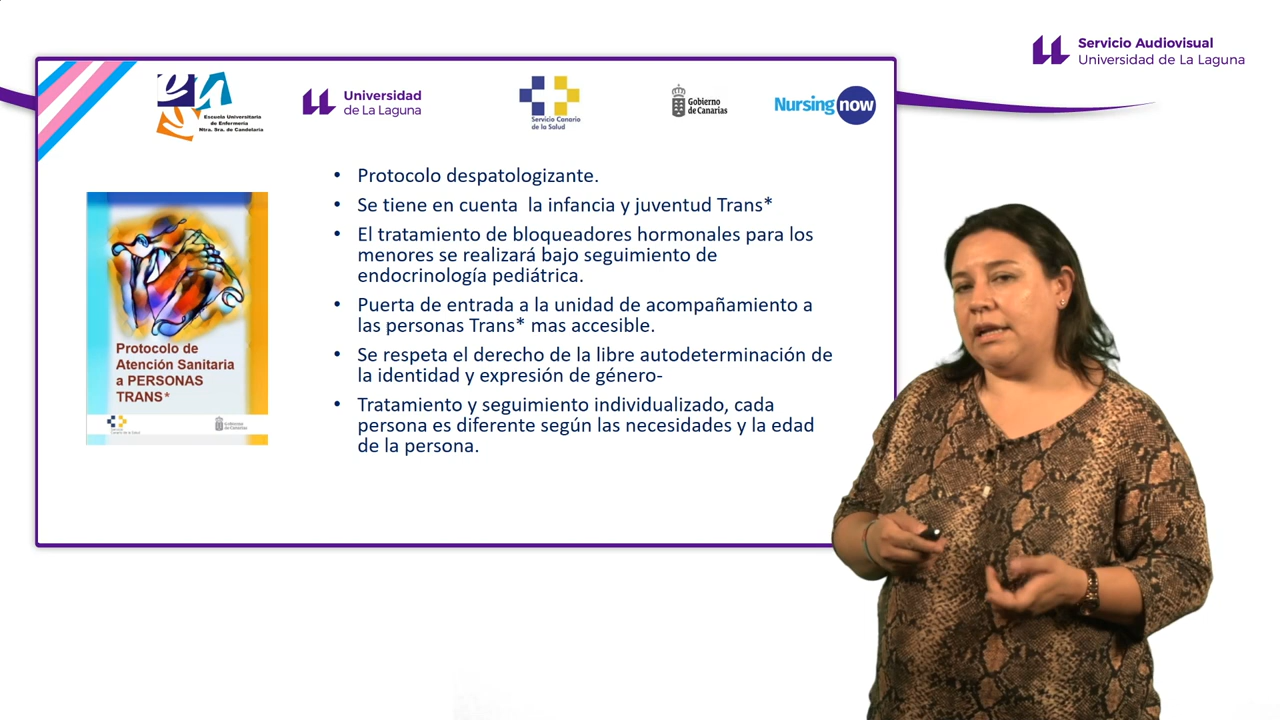 Servicio Audiovisual
Universidad de La Laguna
Escuela Universitaria
de Enfermería
Ntra. Sra. de Candelaria
Universidad
de La Laguna
Servicio Canario
de la Salud
Gobierno
de Canarias
Nursing now
• Protocolo despatologizante.
• Se tiene en cuenta  la infancia y juventud Trans*
• El tratamiento de bloqueadores hormonales para los
menores se realizará bajo seguimiento de
endocrinología pediátrica.
• Puerta de entrada a la unidad de acompañamiento a
las personas Trans* mas accesible.
• Se respeta el derecho de la libre autodeterminación de
la identidad y expresión de género-
• Tratamiento y seguimiento individualizado, cada
persona es diferente según las necesidades y la edad
de la persona.
Protocolo de
Atención Sanitaria
a PERSONAS
TRANS*
Gobierno
de Canarias